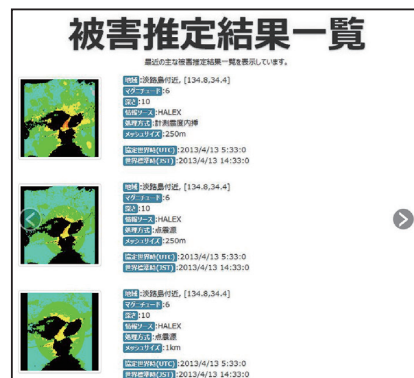 被害推定結果一覧
最近の主な被害推定結果一覧を表示しています。
地域:淡路島付近, [134.8,34.4]
マグニチュード:6
深さ:10
情報ソース:HALEX
処理方式:計測震度内挿
メッシュサイズ:250m
協定世界時(UTC):2013/4/13 5:33:0
世界標準時(JST):2013/4/13 14:33:0
地域:淡路島付近, [134.8,34.4]
マグニチュード:6
深さ:10
情報ソース:HALEX
処理方式:点震源
メッシュサイズ:250m
協定世界時(UTC):2013/4/13 5:33:0
世界標準時(JST):2013/4/13 14:33:0
地域:淡路島付近, [134.8,34.4]
マグニチュード:6
深さ:10
情報ソース:HALEX
処理方式:点震源
メッシュサイズ:1km
協定世界時(UTC):2013/4/13 5:33:0
世界標準時(JST):2013/4/13 14:33:0